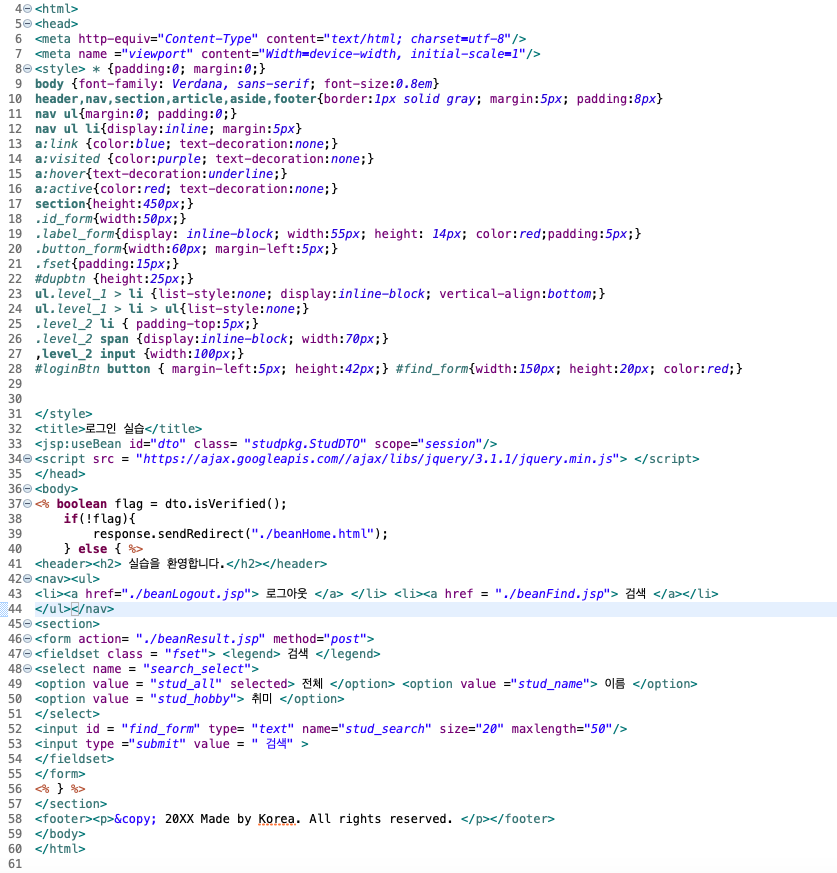 4 <html>
5 <head>
6 <meta http-equiv="Content-Type" content="text/html; charset=utf-8"/>
7 <meta name ="viewport" content="Width=device-width, initial-scale=1"/>
8 <style> * {padding:0; margin:0;}
9 body {font-family: Verdana, sans-serif; font-size:0.8em}
10 header,nav,section,article,aside,footer{border:1px solid gray; margin:5px; padding:8px}
11 nav ul{margin:0; padding:0;}
12 nav ul li{display:inline; margin:5px}
13 a:link {color:blue; text-decoration:none;}
14 a:visited {color:purple; text-decoration:none;}
15 a:hover{text-decoration:underline;}
16 a:active{color:red; text-decoration:none;}
17 section{height:450px;}
18 .id_form{width:50px;}
19 .label_form{display: inline-block; width:55px; height: 14px; color:red;padding:5px;}
20 .button_form{width:60px; margin-left:5px;}
21 .fset{padding:15px;}
22 #dupbtn {height:25px;}
23 ul.level_1 > li {list-style:none; display:inline-block; vertical-align:bottom;}
24 ul.level_1 > li > ul{list-style:none;}
25 .level_2 li { padding-top:5px;}
26 .level_2 span {display:inline-block; width:70px;}
27 ,level_2 input {width:100px;}
28 #loginBtn button { margin-left:5px; height:42px;} #find_form{width:150px; height:20px; color:red;}
29
30
31 </style>
32 <title>로그인 실습</title>
33 <jsp:useBean id="dto" class= "studpkg.StudDTO" scope="session"/>
34 <script src = "https://ajax.googleapis.com//ajax/libs/jquery/3.1.1/jquery.min.js"> </script>
35 </head>
36 <body>
37 <% boolean flag = dto.isVerified();
38 if(!flag){
39 response.sendRedirect("./beanHome.html");
40 } else { %>
41 <header><h2> 실습을 환영합니다.</h2></header>
42 <nav><ul>
43 <li><a href="./beanLogout.jsp"> 로그아웃 </a> </li> <li><a href = "./beanFind.jsp"> 검색 </a></li>
44 </ul></nav>
45 <section>
46 <form action= "./beanResult.jsp" method="post">
47 <fieldset class = "fset"> <legend> 검색 </legend>
48 <select name = "search_select">
49 <option value = "stud_all" selected> 전체 </option> <option value ="stud_name"> 이름 </option>
50 <option value = "stud_hobby"> 취미 </option>
51 </select>
52 <input id = "find_form" type= "text" name="stud_search" size="20" maxlength="50"/>
53 <input type ="submit" value = " 검색" >
54 </fieldset>
55 </form>
56 <% } %>
57 </section>
58 <footer><p>&copy; 20XX Made by Korea. All rights reserved. </p></footer>
59 </body>
60 </html>
61